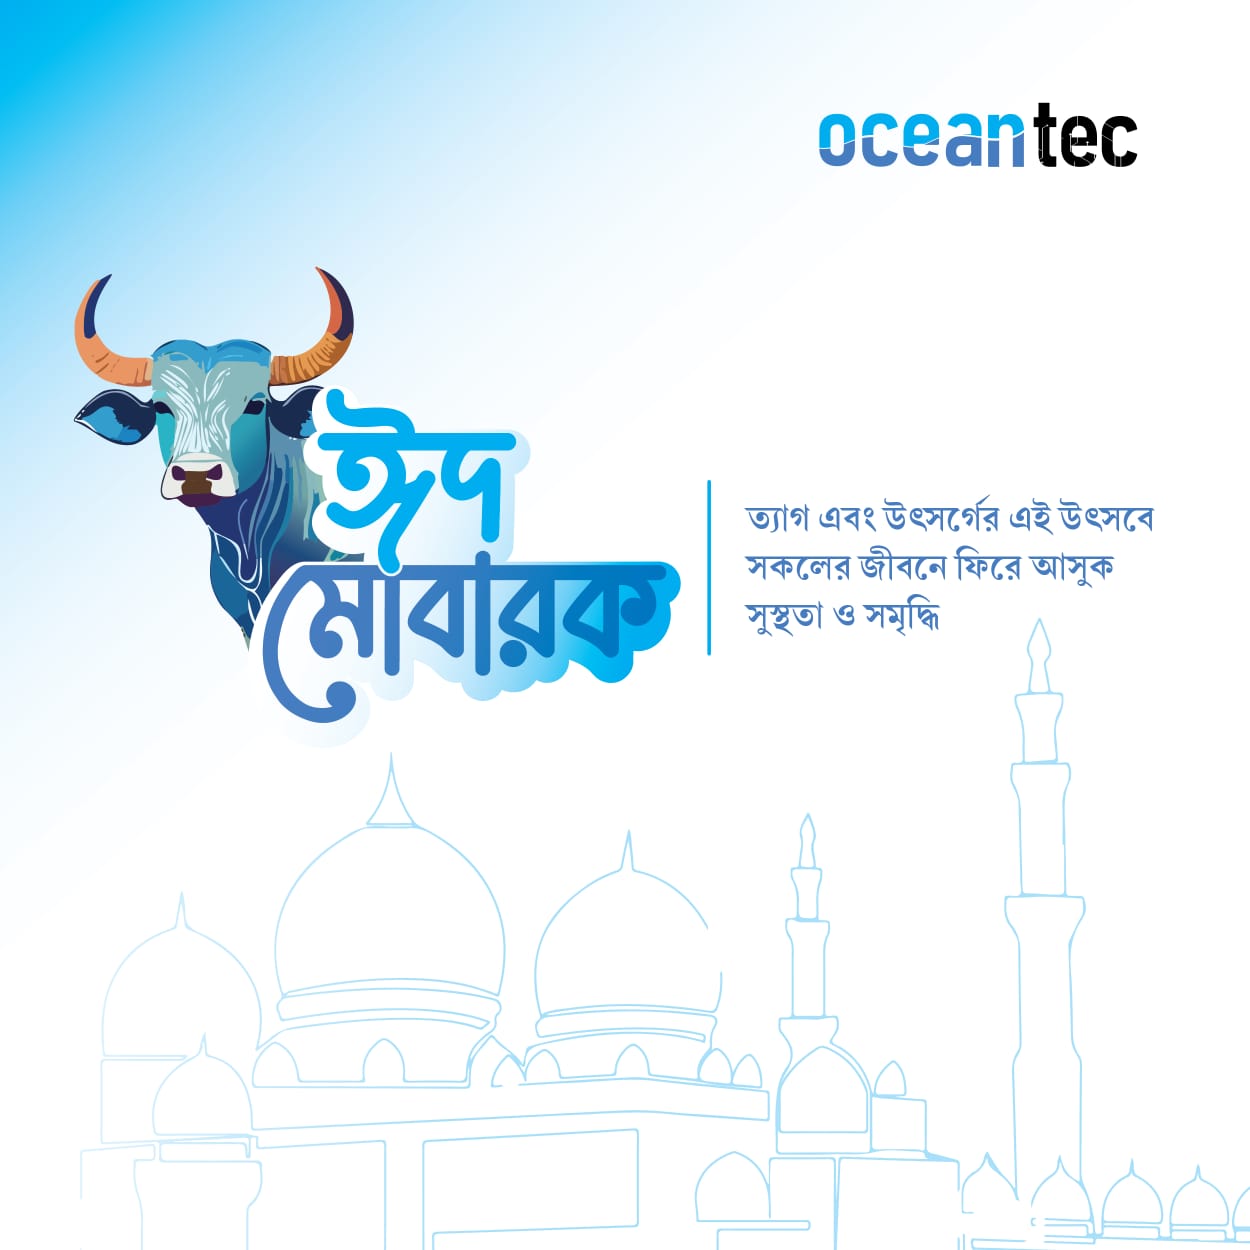 oceantec
ঈদ
মোবারক
ত্যাগ এবং উৎসর্গের এই উৎসবে
সকলের জীবনে ফিরে আসুক
সুস্থতা ও সমৃদ্ধি